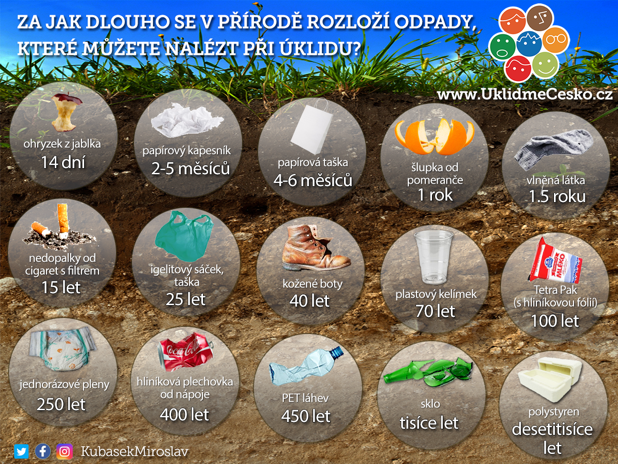 ZA JAK DLOUHO SE V PŘÍRODĚ ROZLOŽÍ ODPADY,
KTERÉ MŮŽETE NALÉZT PŘI ÚKLIDU?
www.UklidmeCesko.cz
ohryzek z jablka
14 dní
papírový kapesník
2-5 měsíců
papírová taška
4-6 měsíců
šlupka od
pomeranče
1 rok
vlněná látka
1.5 roku
nedopalky od
cigaret s filtrem
15 let
igelitový sáček,
taška
25 let
kožené boty
40 let
plastový kelímek
70 let
Tetra Pak
(s hliníkovou fólií)
100 let
jednorázové pleny
250 let
Coca-Cola
hliníková plechovka
od nápoje
400 let
PET láhev
450 let
sklo
tisíce let
polystyren
desetitisíce
let
KubasekMiroslav